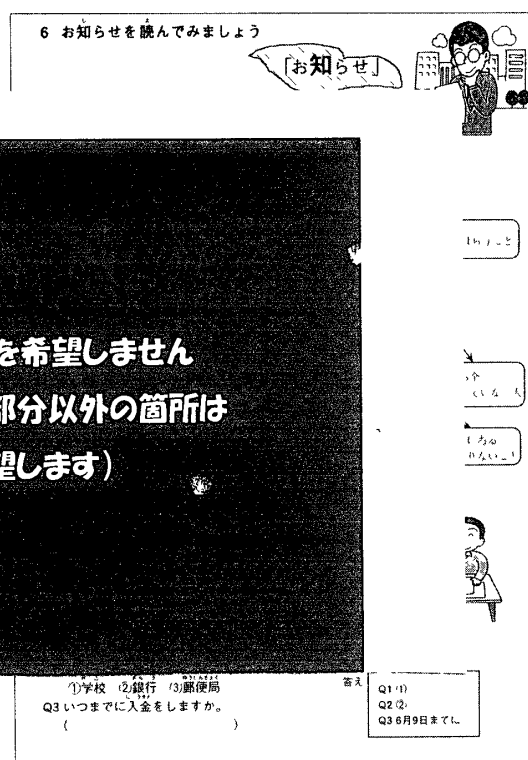 6 お知らせを読んでみましょう
「お知らせ」
を希望しません
部分以外の箇所は
望します)
①学校 (2)銀行 (3)郵便局
Q3 いつまでに入金をしますか。
( )
答え
Q1 (1)
Q2 (2)
Q3 6月9日までに